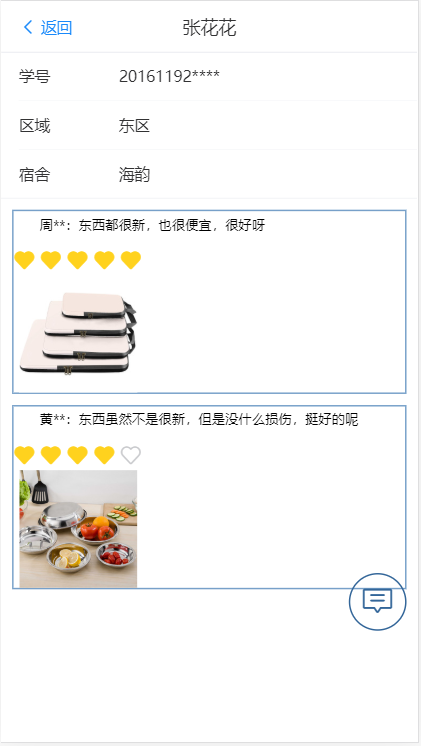 返回
张花花
学号 20161192****
区域 东区
宿舍 海韵
周**：东西都很新，也很便宜，很好呀
黄**：东西虽然不是很新，但是没什么损伤，挺好的呢